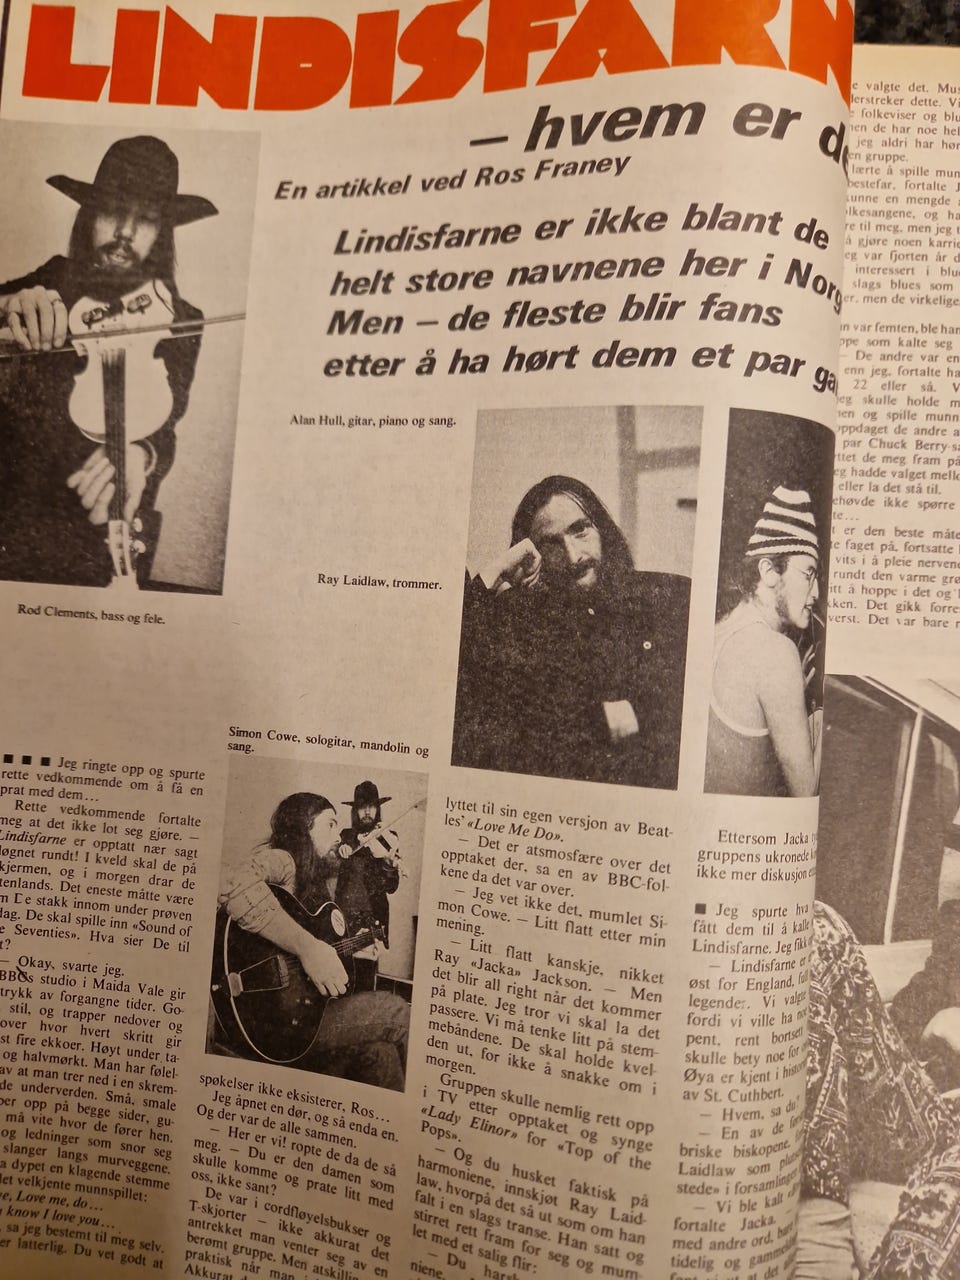 LINDISFARN
– hvem er
En artikkel ved Ros Franey
Lindisfarne er ikke blant de
helt store navnene her i Norg
Men – de fleste blir fans
etter å ha hørt dem et par ga
Rod Clements, bass og fele.
Alan Hull, gitar, piano og sang.
Ray Laidlaw, trommer.
Simon Cowe, sologitar, mandolin og
sang.
■ ■ ■ Jeg ringte opp og spurte
rette vedkommende om å få en
prat med dem...
Rette vedkommende fortalte
meg at det ikke lot seg gjøre. –
Lindisfarne er opptatt nær sagt
døgnet rundt! I kveld skal de på
skjermen, og i morgen drar de
tenlands. Det eneste måtte være
m De stakk innom under prøven
dag. De skal spille inn «Sound of
e Seventies». Hva sier De til
t?
– Okay, svarte jeg.
BBCs studio i Maida Vale gir
trykk av forgangne tider. Go-
stil, og trapper nedover og
over hvor hvert skritt gir
st fire ekkoer. Høyt under ta-
og halvmørkt. Man har følel-
av at man trer ned i en skrem-
de underverden. Små, smale
per opp på begge sider, gu-
må vite hvor de fører hen.
og ledninger som snor seg
slanger langs murveggene.
a dypet en klagende stemme
det velkjente munnspillet:
e, Love me, do...
know I love you...
, sa jeg bestemt til meg selv.
er latterlig. Du vet godt at
spøkelser ikke eksisterer, Ros...
Jeg åpnet en dør, og så enda en.
Og der var de alle sammen.
– Her er vi! ropte de da de så
meg. – Du er den damen som
skulle komme og prate litt med
oss, ikke sant?
De var i cordfløyelsbukser og
T-skjorter – ikke akkurat det
antrekket man venter seg av en
berømt gruppe. Men atskillig
praktisk når man i
Akkurat
lyttet til sin egen versjon av Beat-
les' «Love Me Do».
– Det er atsmosfære over det
opptaket der, sa en av BBC-fol-
kene da det var over.
– Jeg vet ikke det, mumlet Si-
mon Cowe. – Litt flatt etter min
mening.
– Litt flatt kanskje, nikket
Ray «Jacka» Jackson. – Men
det blir all right når det kommer
på plate. Jeg tror vi skal la det
passere. Vi må tenke litt på stem-
mebåndene. De skal holde kvel-
den ut, for ikke å snakke om i
morgen.
Gruppen skulle nemlig rett opp
i TV etter opptaket og synge
«Lady Elinor» for «Top of the
Pops».
– Og du husket faktisk på
harmoniene, innskjøt Ray Laid-
law, hvorpå det så ut som om han
falt i en slags transe. Han satt og
stirret rett fram for seg og mum-
let med et salig flir:
– Du
niene,
Ettersom Jacka
gruppens ukronede
ikke mer diskusjon
■ Jeg spurte hva
fått dem til å kalle
Lindisfarne. Jeg fikk
– Lindisfarne er
øst for England, full
legender. Vi valgte
fordi vi ville ha noe
pent, rent bortsett
skulle bety noe for
Øya er kjent i histori
av St. Cuthbert.
– Hvem, sa du?
– En av de
briske biskopene,
Laidlaw som
stede» i forsamlingen
– Vi ble kalt
fortalte Jacka.
med andre ord,
tidelig og
e valgte det. Mus
derstreker dette. Vi
e folkeviser og blu
men de har noe hel
jeg aldri har hør
en gruppe.
lærte å spille mun
bestefar, fortalte J
kunne en mengde
olkesangene, og ha
re til meg, men jeg t
å gjøre noen karrie
eg var fjorten år d
interessert i blue
slags blues som
er, men de virkelige
n var femten, ble han
ppe som kalte seg
– De andre var en
enn jeg, fortalte ha
22 eller så. V
jeg skulle holde m
nen og spille munn
oppdaget de andre a
par Chuck Berry-s
ttet de meg fram på
eg hadde valget mello
eller la det stå til.
ehøvde ikke spørre
te...
t er den beste måte
e faget på, fortsatte
vits i å pleie nervene
rundt den varme grø
itt å hoppe i det og
kken. Det gikk forre
verst. Det var bare